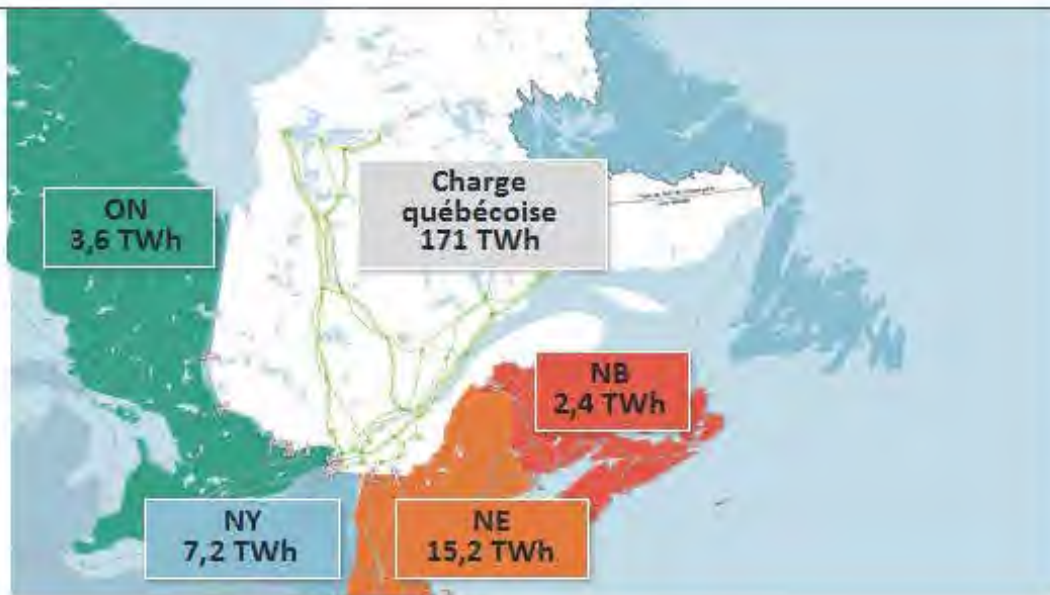 Charge
québécoise
171 TWh
ON
3,6 TWh
NB
2,4 TWh
NY
7,2 TWh
NE
15,2 TWh